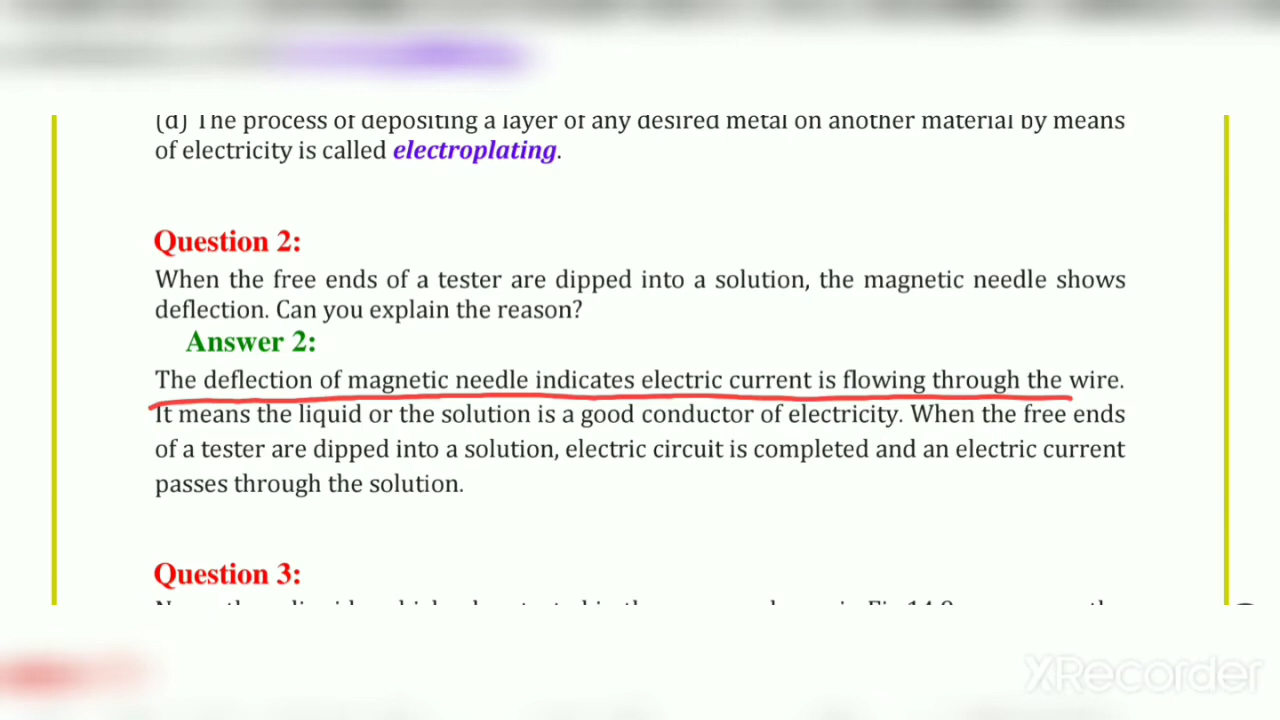 (d) The process of depositing a layer of any desired metal on another material by means
of electricity is called electroplating.
Question 2:
When the free ends of a tester are dipped into a solution, the magnetic needle shows
deflection. Can you explain the reason?
Answer 2:
The deflection of magnetic needle indicates electric current is flowing through the wire.
It means the liquid or the solution is a good conductor of electricity. When the free ends
of a tester are dipped into a solution, electric circuit is completed and an electric current
passes through the solution.
Question 3:
XRecorder